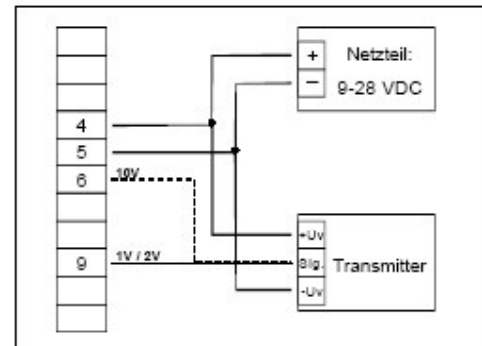 +
Netzteil:
–
9-28 VDC
4
5
6
10V
9
1V / 2V
+Uv
Sig.
Transmitter
-Uv